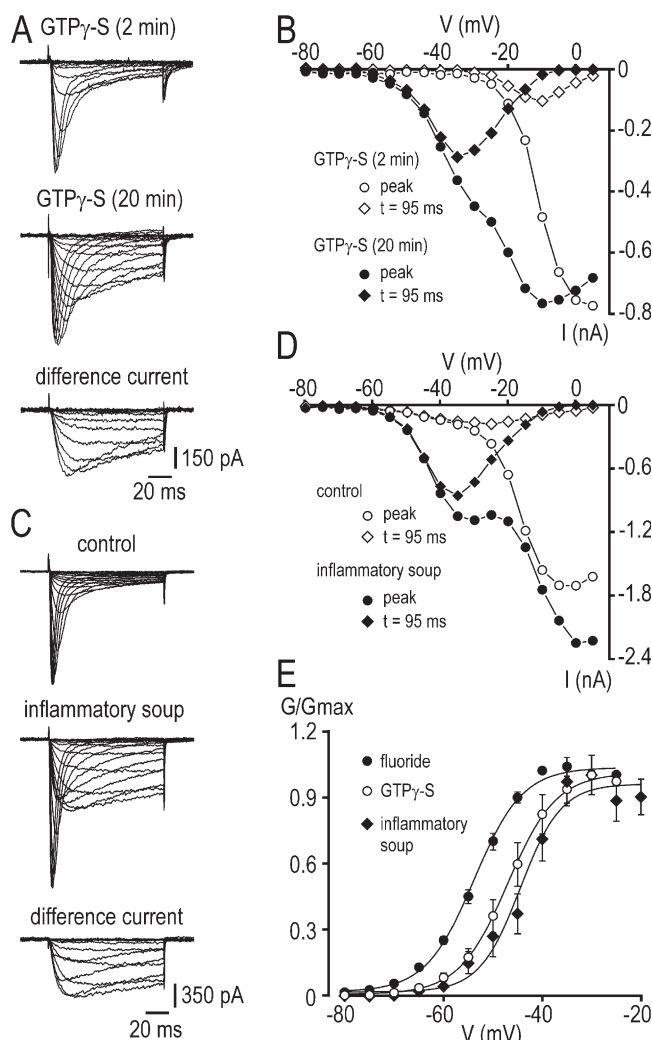 A
GTPγ-S (2 min)
GTPγ-S (20 min)
difference current
150 pA
20 ms
B
V (mV)
-80 -60 -40 -20 0
0
-0.2
-0.4
-0.6
-0.8
I (nA)
GTPγ-S (2 min)
peak
t = 95 ms
GTPγ-S (20 min)
peak
t = 95 ms
C
control
inflammatory soup
difference current
350 pA
20 ms
D
V (mV)
-80 -60 -40 -20 0
0
-0.6
-1.2
-1.8
-2.4
I (nA)
control
peak
t = 95 ms
inflammatory soup
peak
t = 95 ms
E
G/Gmax
1.2
0.9
0.6
0.3
0
fluoride
GTPγ-S
inflammatory
soup
-80 -60 -40 -20
V (mV)